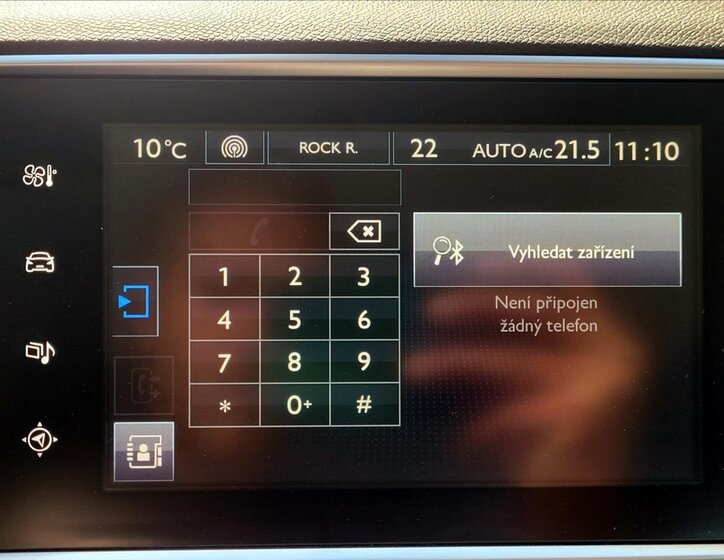 10°C ROCK R. 22 AUTO A/C 21.5 11:10
Vyhledat zařízení
Není připojen
žádný telefon
1 2 3
4 5 6
7 8 9
* 0+ #